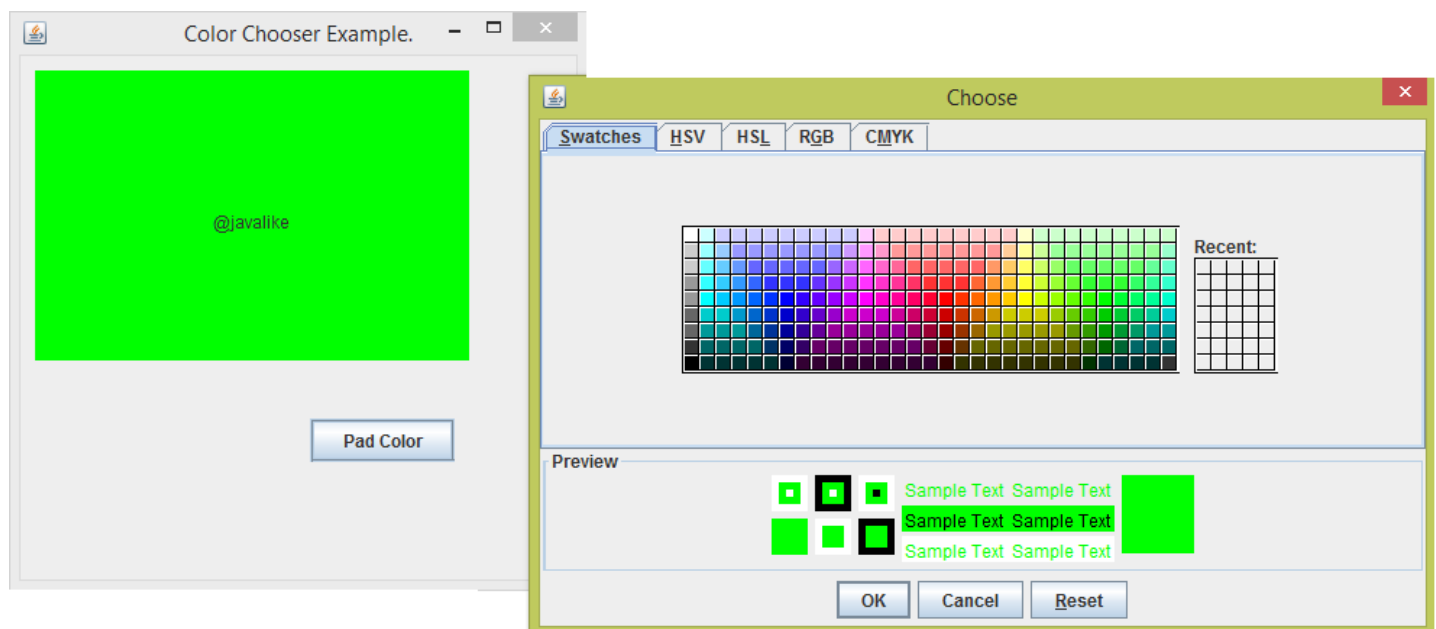 Color Chooser Example.
@javalike
Pad Color
Choose
Swatches HSV HSL RGB CMYK
Recent:
Preview
Sample Text Sample Text
Sample Text Sample Text
Sample Text Sample Text
OK Cancel Reset